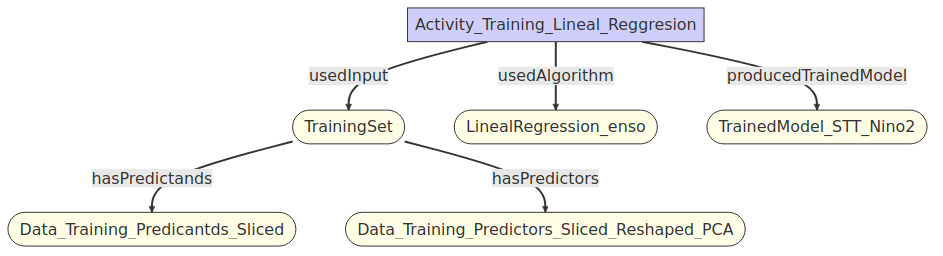 Activity_Training_Lineal_Reggresion
usedInput
usedAlgorithm
producedTrainedModel
TrainingSet
LinealRegression_enso
TrainedModel_STT_Nino2
hasPredictands
hasPredictors
Data_Training_Predicantds_Sliced
Data_Training_Predictors_Sliced_Reshaped_PCA